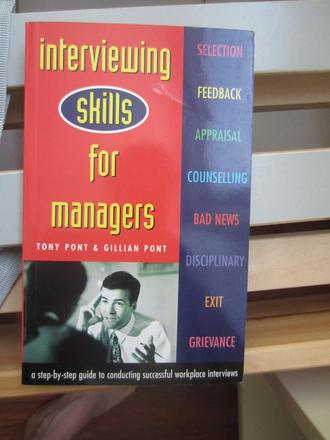 interviewing
skills
for
managers
TONY PONT & GILLIAN PONT
SELECTION
FEEDBACK
APPRAISAL
COUNSELLING
BAD NEWS
DISCIPLINARY
EXIT
GRIEVANCE
a step-by-step guide to conducting successful workplace interviews